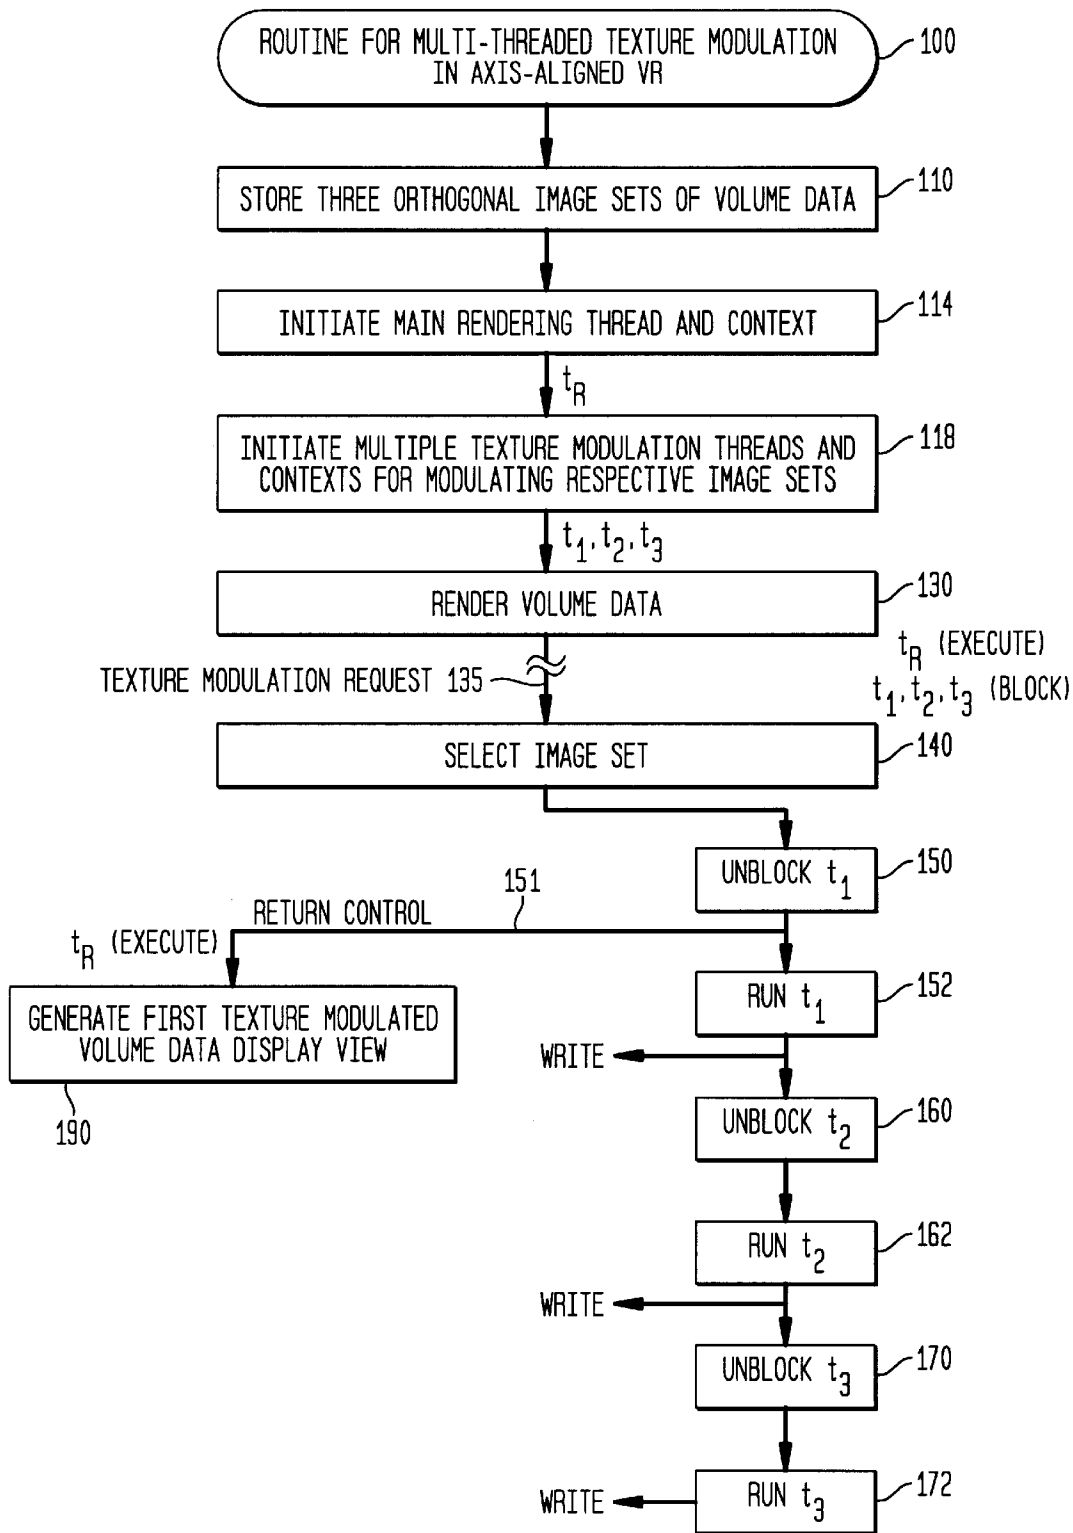 ROUTINE FOR MULTI-THREADED TEXTURE MODULATION
IN AXIS-ALIGNED VR
100
STORE THREE ORTHOGONAL IMAGE SETS OF VOLUME DATA
110
INITIATE MAIN RENDERING THREAD AND CONTEXT
114
tR
INITIATE MULTIPLE TEXTURE MODULATION THREADS AND
CONTEXTS FOR MODULATING RESPECTIVE IMAGE SETS
118
t1, t2, t3
RENDER VOLUME DATA
130
tR (EXECUTE)
t1, t2, t3 (BLOCK)
TEXTURE MODULATION REQUEST 135
SELECT IMAGE SET
140
UNBLOCK t1
150
151
RETURN CONTROL
tR (EXECUTE)
GENERATE FIRST TEXTURE MODULATED
VOLUME DATA DISPLAY VIEW
190
RUN t1
152
WRITE
UNBLOCK t2
160
RUN t2
162
WRITE
UNBLOCK t3
170
RUN t3
172
WRITE